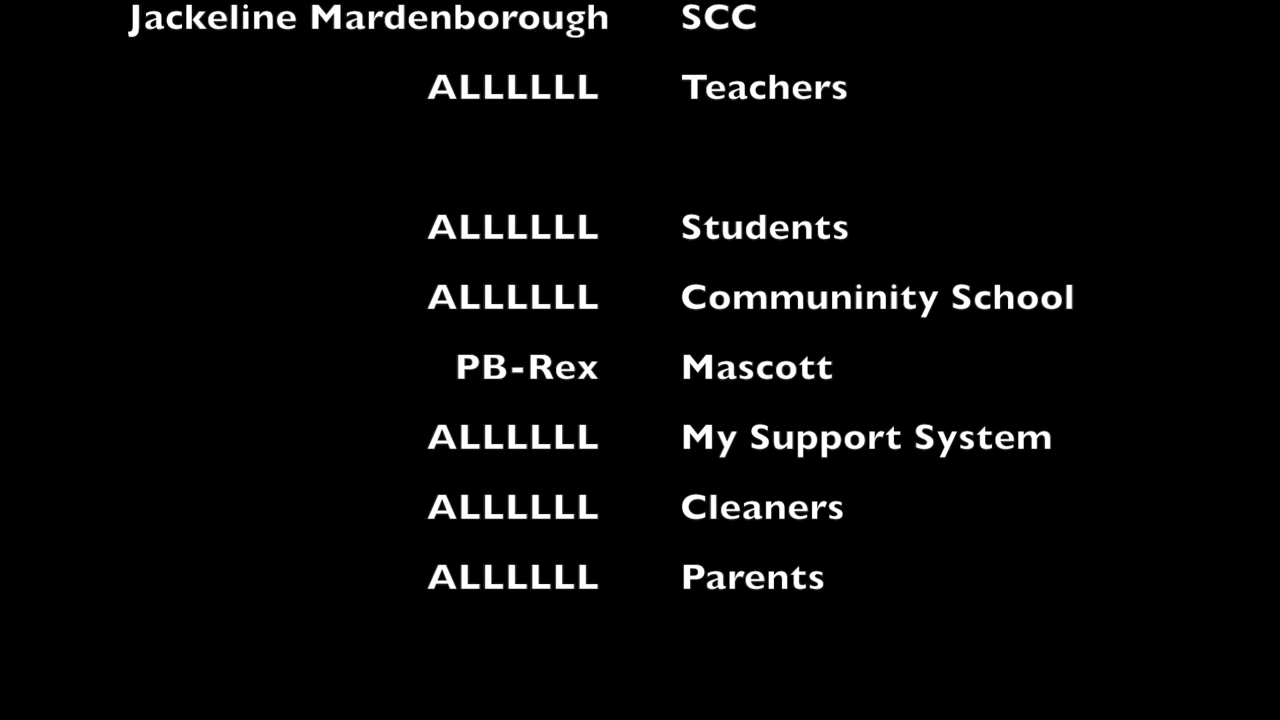 Jackeline Mardenborough SCC
ALLLLLL Teachers
ALLLLLL Students
ALLLLLL Communinity School
PB-Rex Mascott
ALLLLLL My Support System
ALLLLLL Cleaners
ALLLLLL Parents